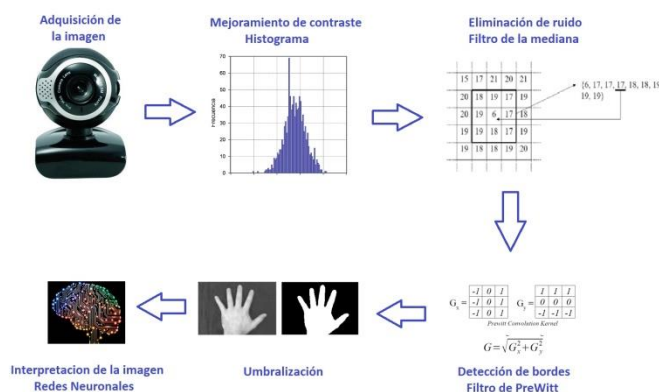 Adquisición de
la imagen
Mejoramiento de contraste
Histograma
Eliminación de ruido
Filtro de la mediana
70
60
50
40
30
20
10
0
Frecuencia
15 17 21 20 21
20 18 19 17 19
20 19 6 17 18
19 19 18 17 19
19 18 19 20 19
{6, 17, 17, 17, 18, 18, 19
19, 19}
Gx =
-1 0 1
-1 0 1
-1 0 1
Gy =
1 1 1
0 0 0
-1 -1 -1
Prewitt Convolution Kernel
G=√Gx²+Gy²
Interpretacion de la imagen
Redes Neuronales
Umbralización
Detección de bordes
Filtro de PreWitt